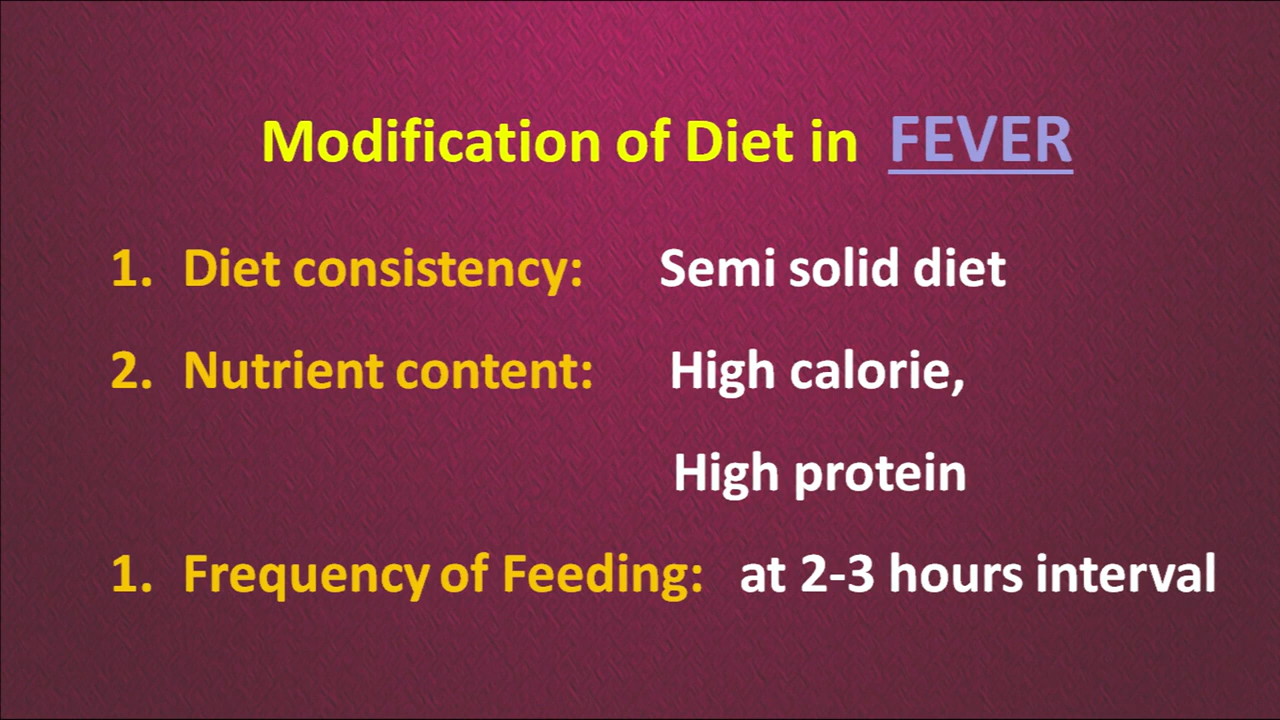 Modification of Diet in FEVER
1. Diet consistency: Semi solid diet
2. Nutrient content: High calorie,
High protein
1. Frequency of Feeding: at 2-3 hours interval